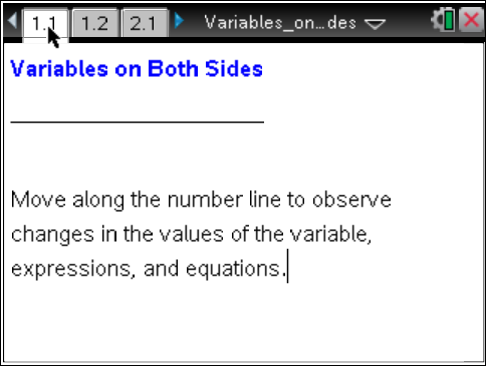 1.1 1.2 2.1 Variables_on…des
Variables on Both Sides
Move along the number line to observe
changes in the values of the variable,
expressions, and equations.